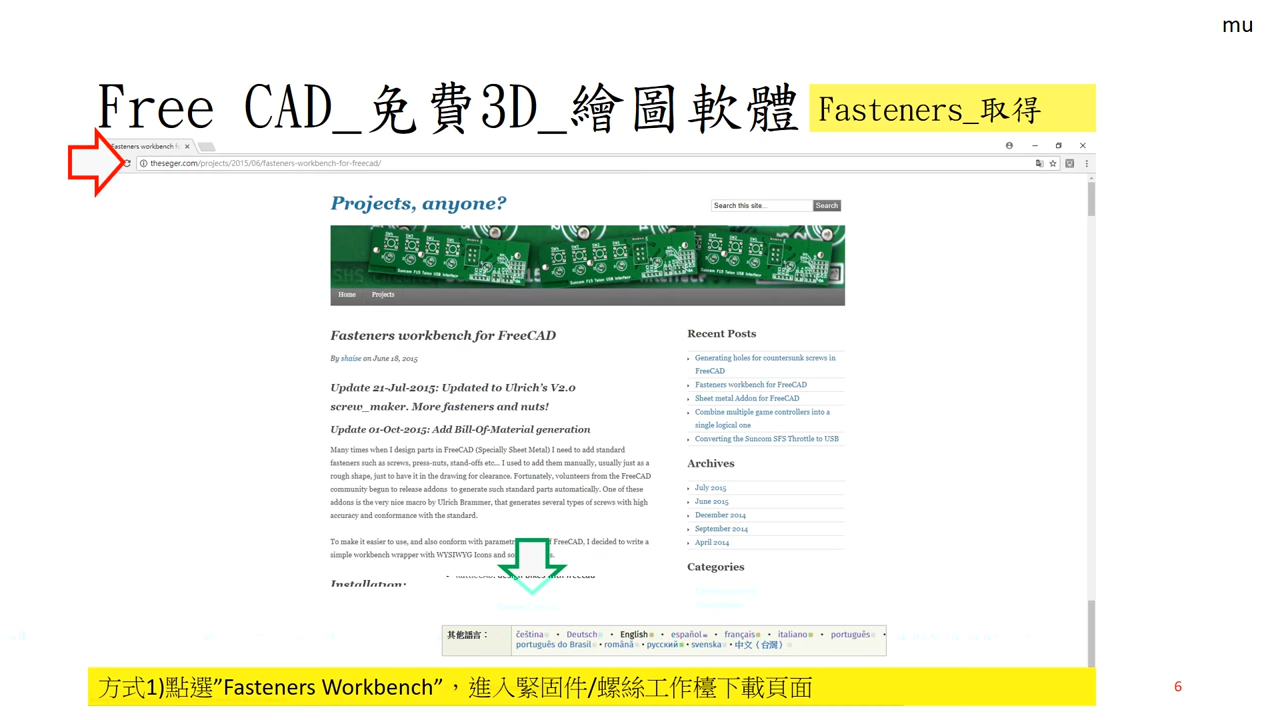 mu
Free CAD_免費3D_繪圖軟體
Fasteners_取得
Fasteners workbench f
theseger.com/projects/2015/06/fasteners-workbench-for-freecad/
Projects, anyone?
Search this site...
Search
Suncom F15 Talon USB Interface
Home
Projects
Fasteners workbench for FreeCAD
By shaise on June 18, 2015
Update 21-Jul-2015: Updated to Ulrich's V2.0
screw_maker. More fasteners and nuts!
Update 01-Oct-2015: Add Bill-Of-Material generation
Many times when I design parts in FreeCAD (Specially Sheet Metal) I need to add standard
fasteners such as screws, press-nuts, stand-offs etc... I used to add them manually, usually just as a
rough shape, just to have it in the drawing for clearance. Fortunately, volunteers from the FreeCAD
community begun to release addons to generate such standard parts automatically. One of these
addons is the very nice macro by Ulrich Brammer, that generates several types of screws with high
accuracy and conformance with the standard.
To make it easier to use, and also conform with parametr FreeCAD, I decided to write a
simple workbench wrapper with WYSIWYG Icons and so s.
Installation:
Recent Posts
Generating holes for countersunk screws in
FreeCAD
Fasteners workbench for FreeCAD
Sheet metal Addon for FreeCAD
Combine multiple game controllers into a
single logical one
Converting the Suncom SFS Throttle to USB
Archives
July 2015
June 2015
December 2014
September 2014
April 2014
Categories
其他語言：
čeština • Deutsch • English • español • français • italiano • português •
português do Brasil • română • русский • svenska • 中文（台灣）
方式1)點選”Fasteners Workbench”，進入緊固件/螺絲工作檯下載頁面
6